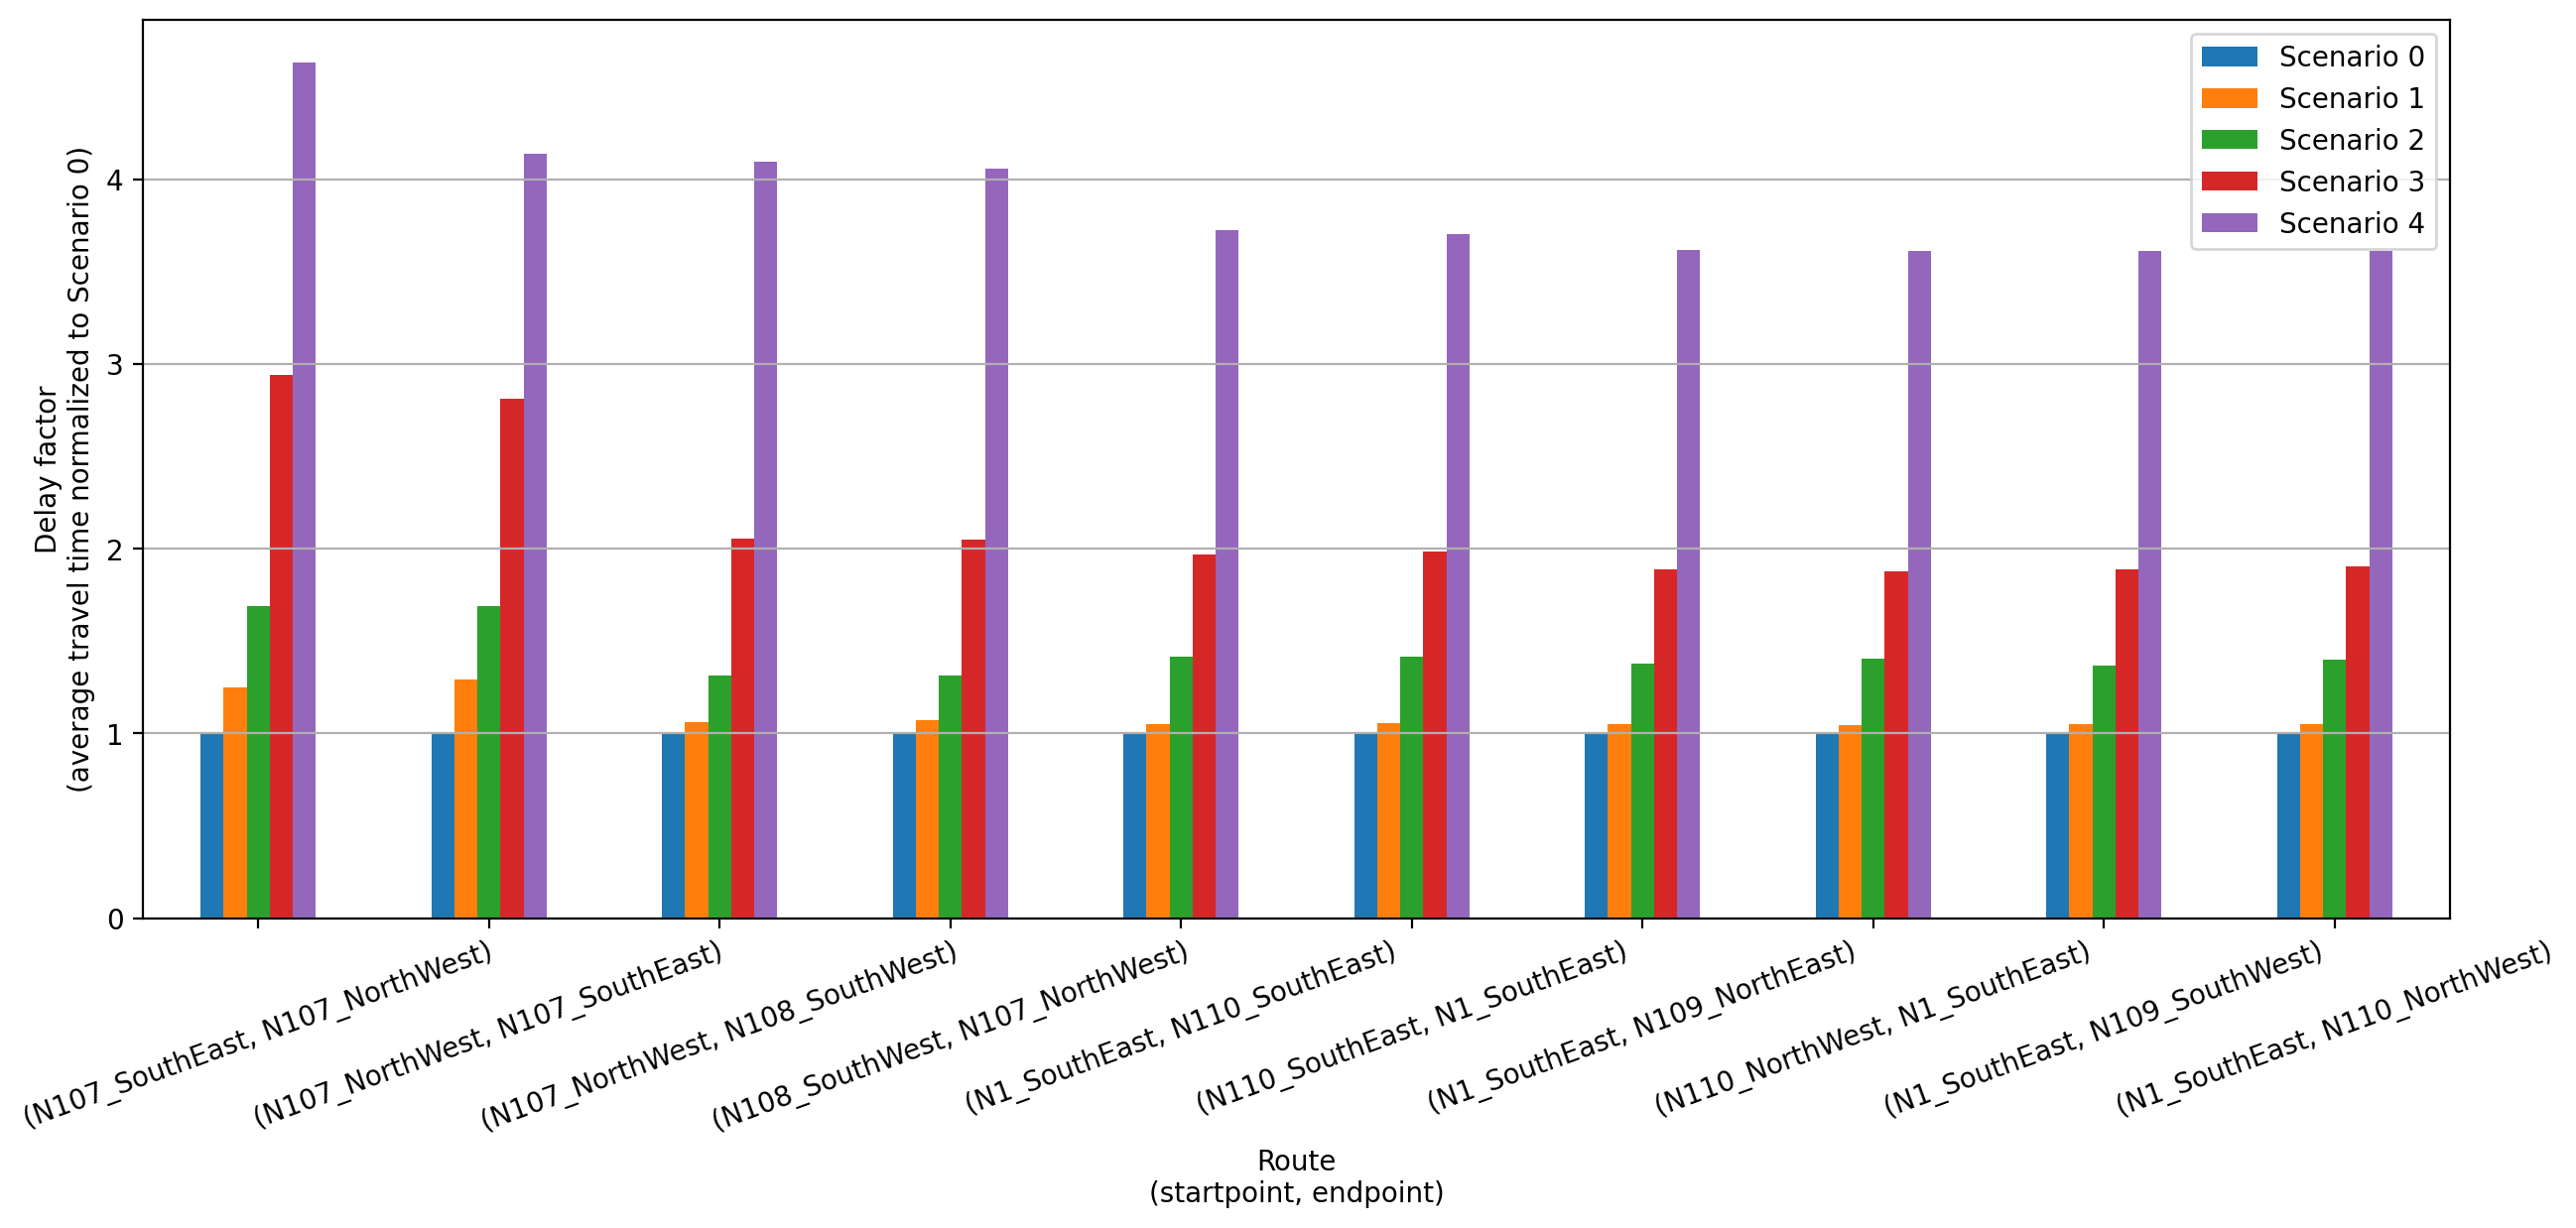 Delay factor
(average travel time normalized to Scenario 0)
4
3
2
1
0
Scenario 0
Scenario 1
Scenario 2
Scenario 3
Scenario 4
(N107_SouthEast, N107_NorthWest)
(N107_NorthWest, N107_SouthEast)
(N107_NorthWest, N108_SouthWest)
(N108_SouthWest, N107_NorthWest)
(N1_SouthEast, N110_SouthEast)
(N110_SouthEast, N1_SouthEast)
(N1_SouthEast, N109_NorthEast)
(N110_NorthWest, N1_SouthEast)
(N1_SouthEast, N109_SouthWest)
(N1_SouthEast, N110_NorthWest)
Route
(startpoint, endpoint)